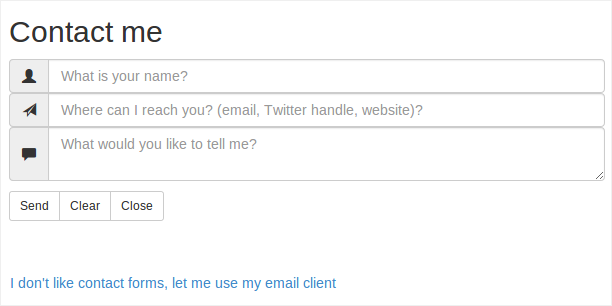 Contact me
What is your name?
Where can I reach you? (email, Twitter handle, website)?
What would you like to tell me?
Send Clear Close
I don't like contact forms, let me use my email client